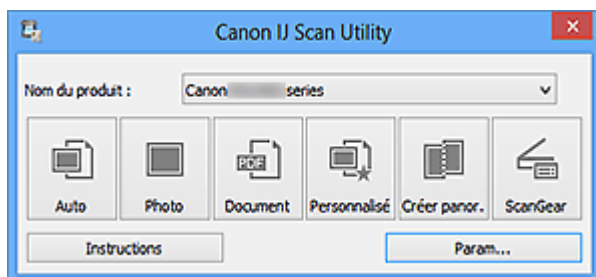 Canon IJ Scan Utility
Nom du produit : Canon series
Auto Photo Document Personnalisé Créer panor. ScanGear
PDF
Instructions Param...